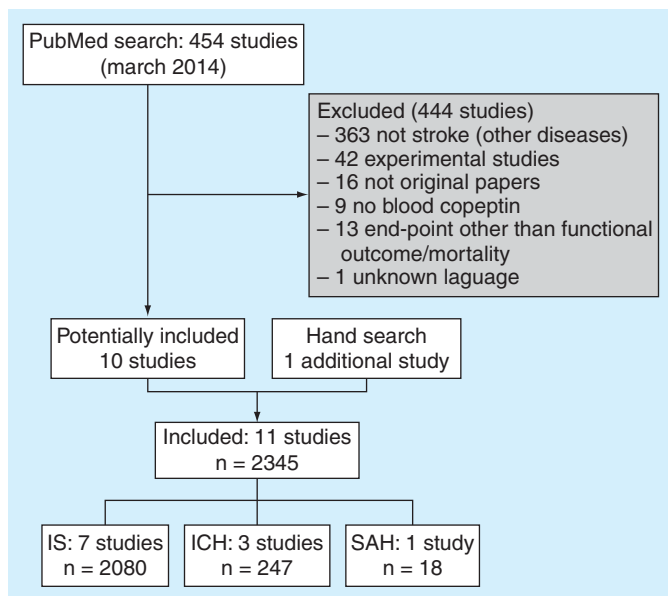 PubMed search: 454 studies
(march 2014)
Excluded (444 studies)
– 363 not stroke (other diseases)
– 42 experimental studies
– 16 not original papers
– 9 no blood copeptin
– 13 end-point other than functional
outcome/mortality
– 1 unknown laguage
Potentially included
10 studies
Hand search
1 additional study
Included: 11 studies
n = 2345
IS: 7 studies
n = 2080
ICH: 3 studies
n = 247
SAH: 1 study
n = 18